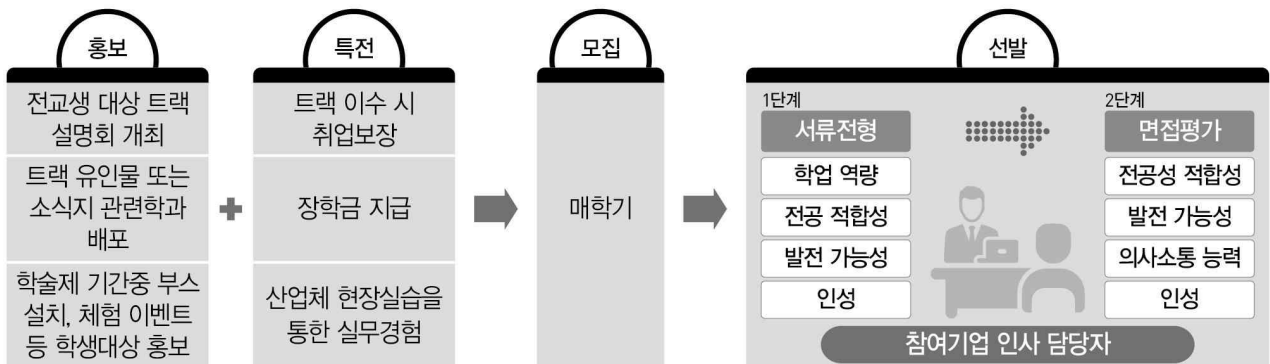 홍보
전교생 대상 트랙
설명회 개최
트랙 유인물 또는
소식지 관련학과
배포
학술제 기간중 부스
설치, 체험 이벤트
등 학생대상 홍보
특전
트랙 이수 시
취업보장
장학금 지급
산업체 현장실습을
통한 실무경험
모집
매학기
선발
1단계
서류전형
학업 역량
전공 적합성
발전 가능성
인성
2단계
면접평가
전공성 적합성
발전 가능성
의사소통 능력
인성
참여기업 인사 담당자